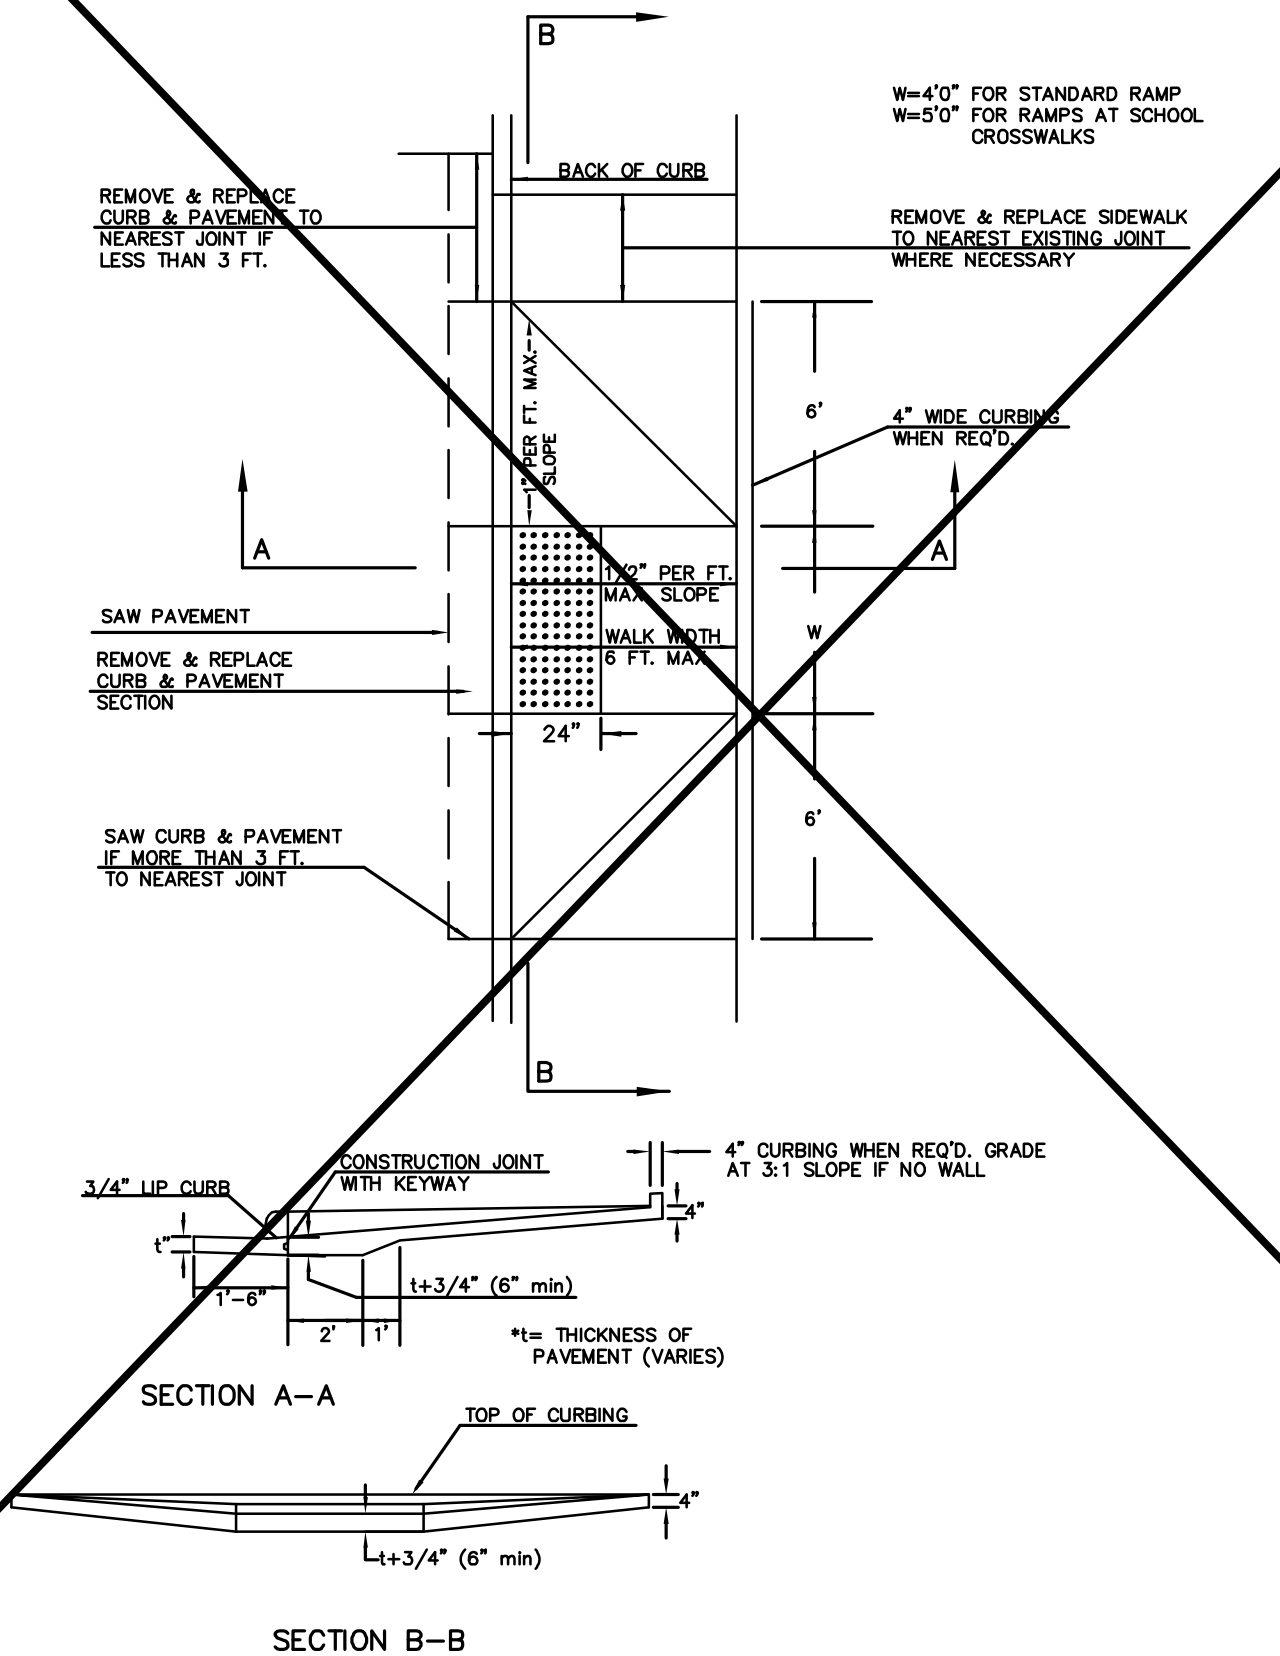 B
W=4'0" FOR STANDARD RAMP
W=5'0" FOR RAMPS AT SCHOOL
CROSSWALKS
BACK OF CURB
REMOVE & REPLACE
CURB & PAVEMENT TO
NEAREST JOINT IF
LESS THAN 3 FT.
REMOVE & REPLACE SIDEWALK
TO NEAREST EXISTING JOINT
WHERE NECESSARY
1" PER FT. MAX.
SLOPE
6'
4" WIDE CURBING
WHEN REQ'D.
A
A
1/2" PER FT.
MAX. SLOPE
SAW PAVEMENT
W
WALK WIDTH
6 FT. MAX.
REMOVE & REPLACE
CURB & PAVEMENT
SECTION
24"
6'
SAW CURB & PAVEMENT
IF MORE THAN 3 FT.
TO NEAREST JOINT
B
4" CURBING WHEN REQ'D. GRADE
AT 3:1 SLOPE IF NO WALL
CONSTRUCTION JOINT
WITH KEYWAY
3/4" LIP CURB
4"
t"
t+3/4" (6" min)
1'-6"
2'
1'
*t= THICKNESS OF
PAVEMENT (VARIES)
SECTION A-A
TOP OF CURBING
4"
t+3/4" (6" min)
SECTION B-B